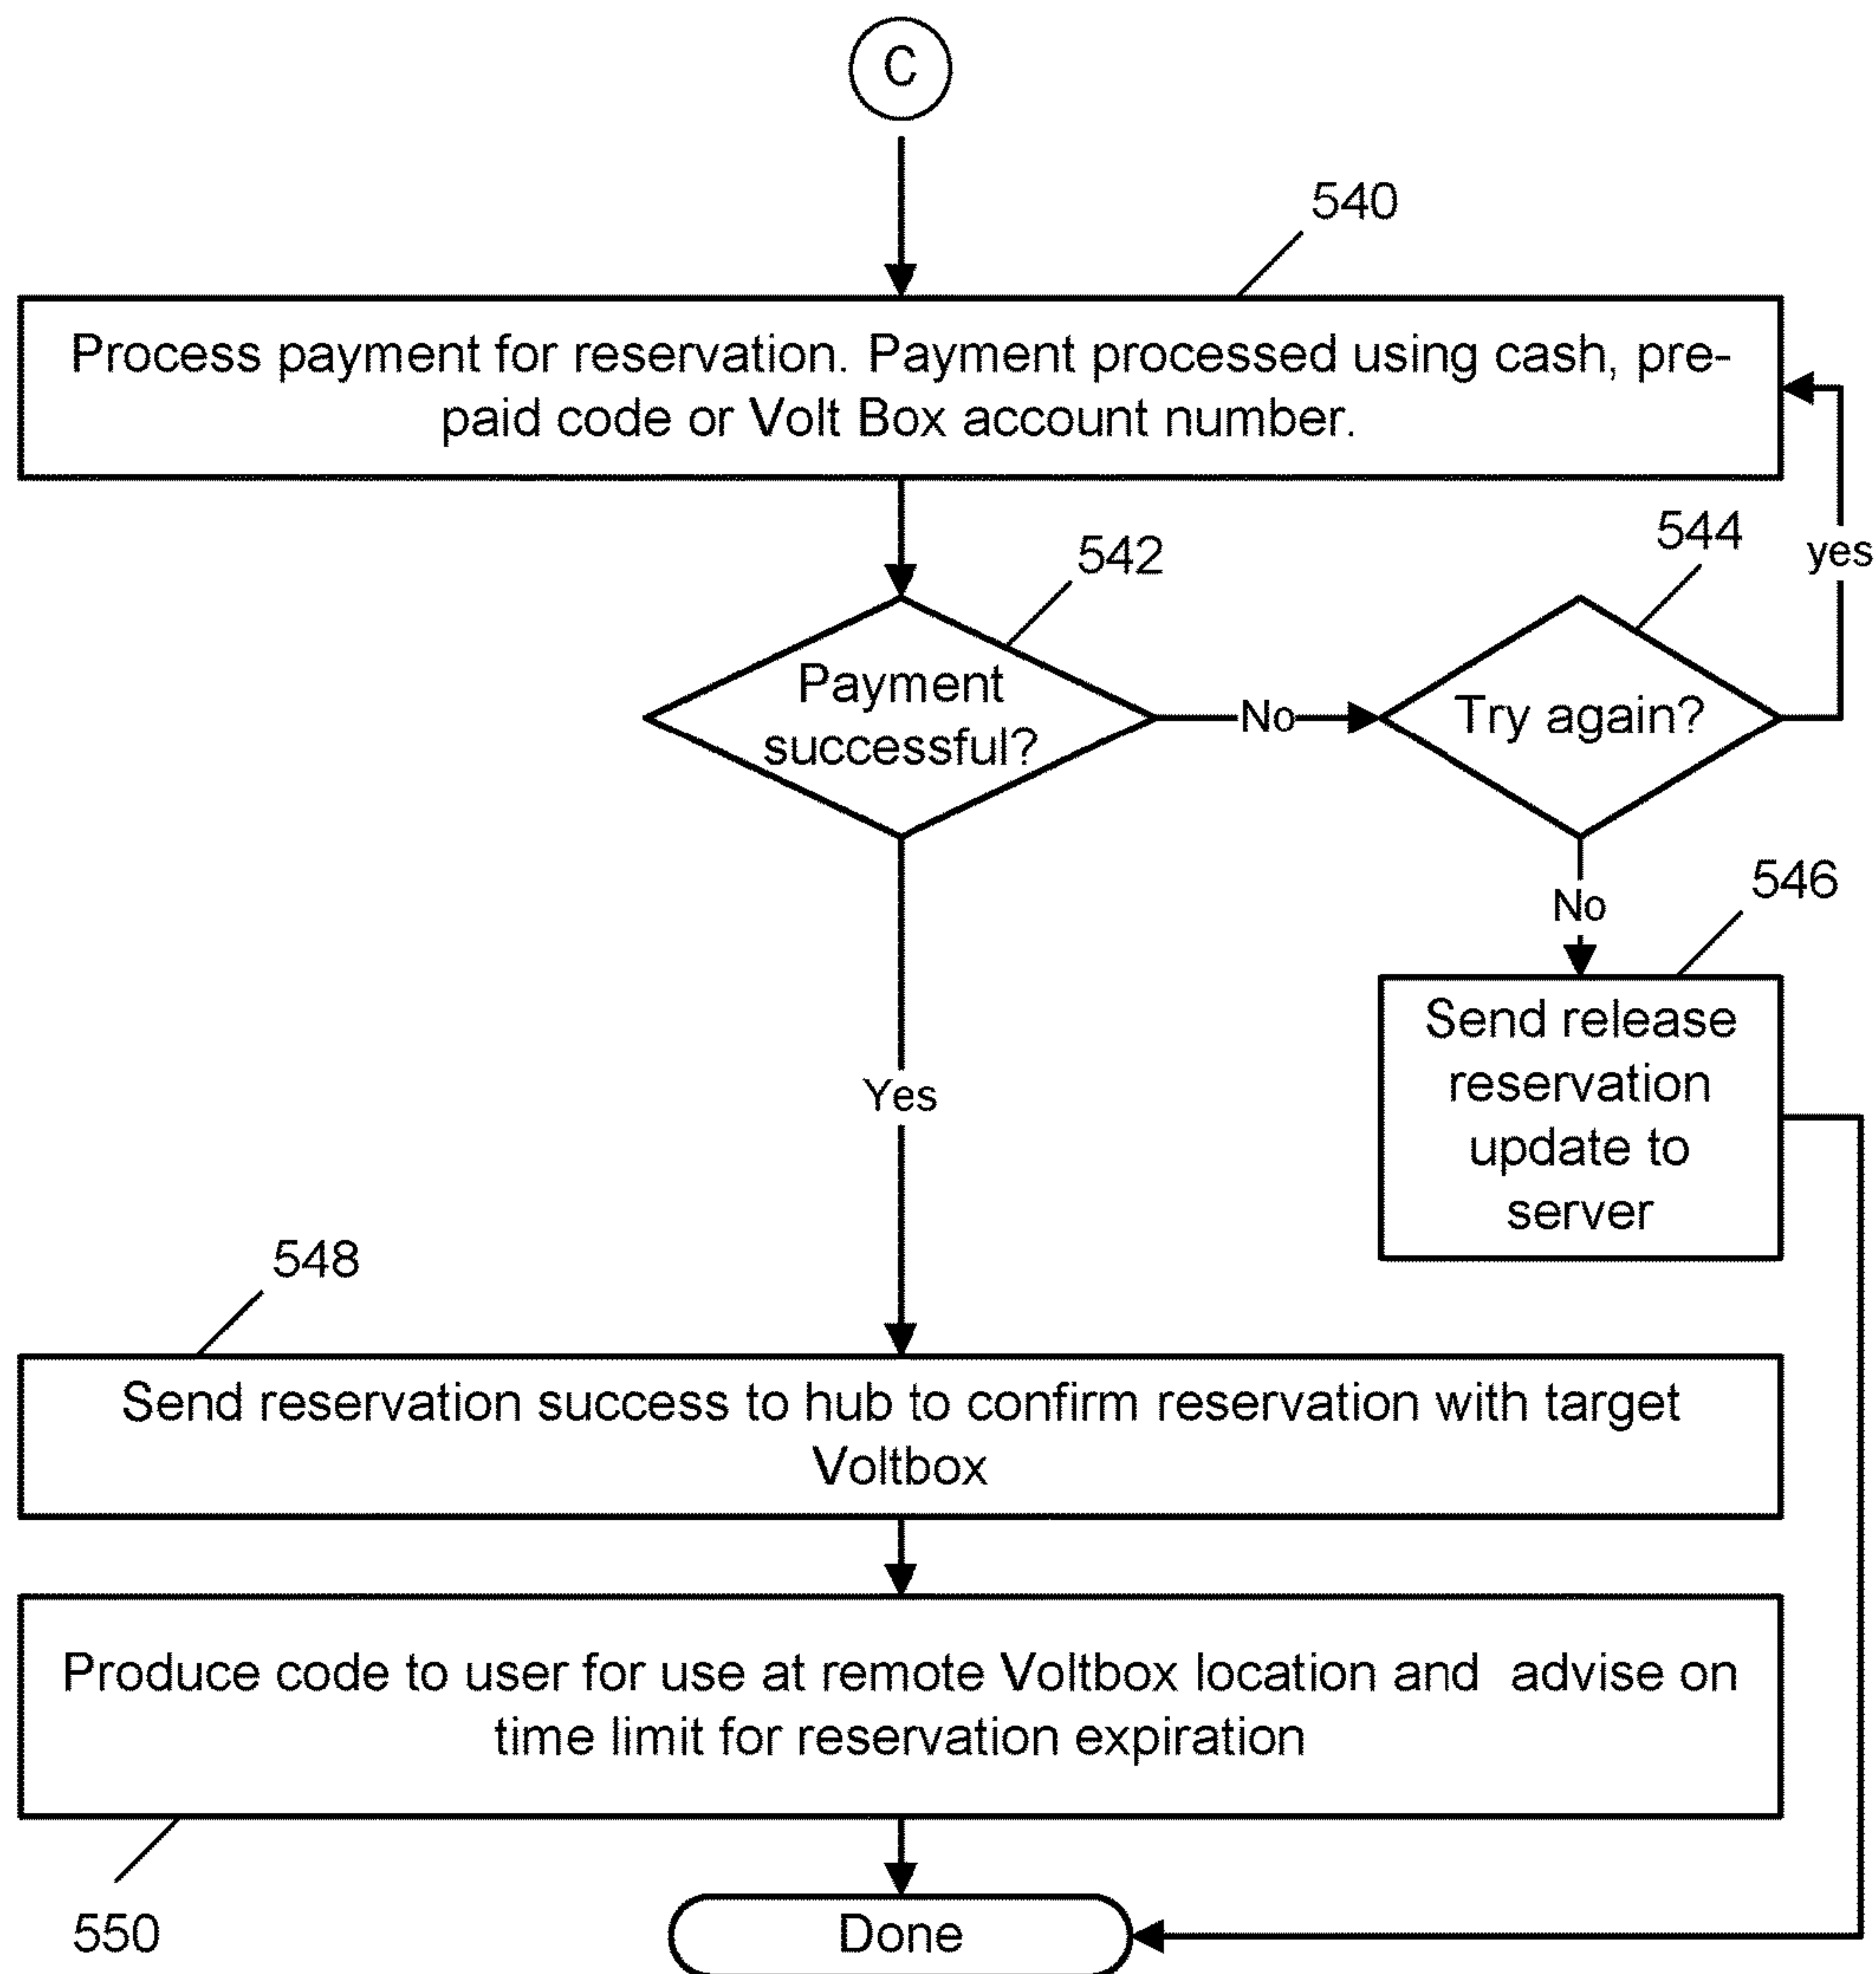 C
540
Process payment for reservation. Payment processed using cash, pre-
paid code or Volt Box account number.
542
544
yes
Payment
successful?
No
Try again?
No
546
Send release
reservation
update to
server
Yes
548
Send reservation success to hub to confirm reservation with target
Voltbox
Produce code to user for use at remote Voltbox location and  advise on
time limit for reservation expiration
550
Done